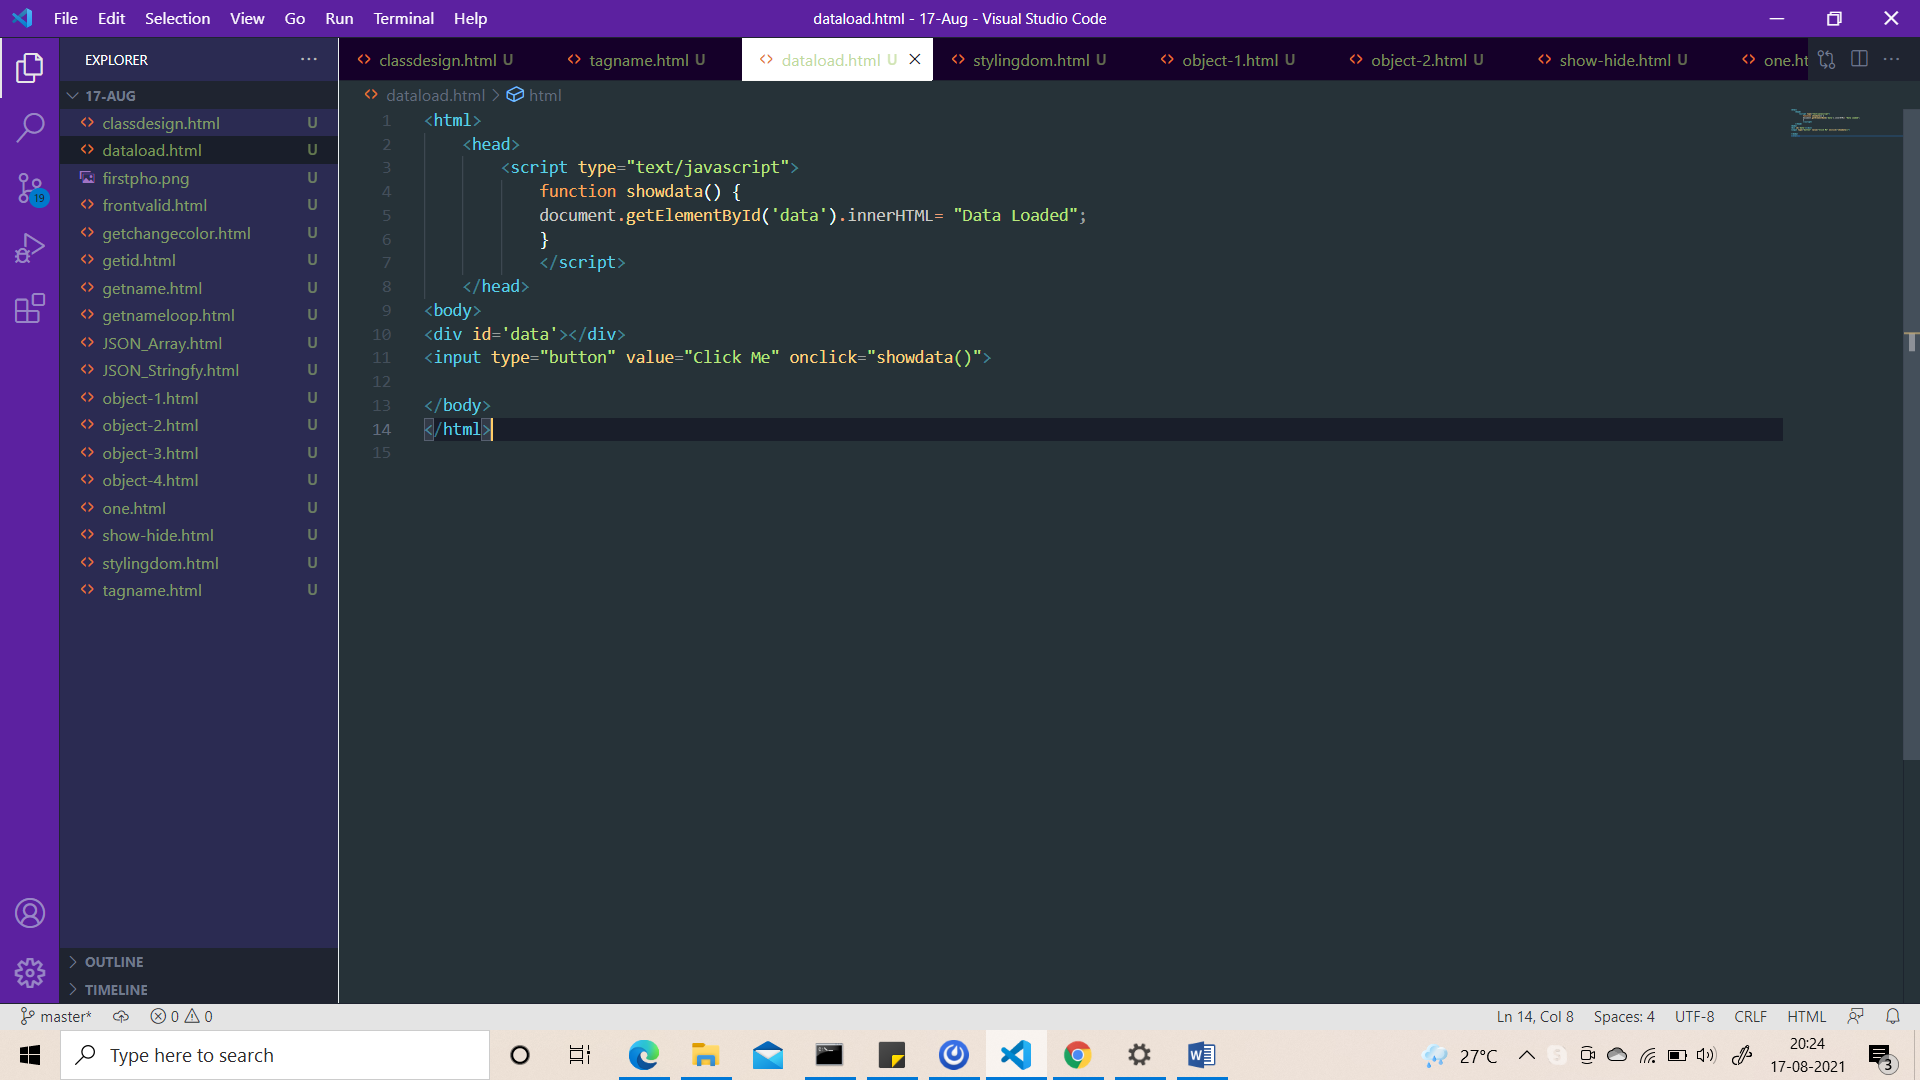 File Edit Selection View Go Run Terminal Help
dataload.html - 17-Aug - Visual Studio Code
EXPLORER
17-AUG
classdesign.html U
dataload.html U
firstpho.png U
frontvalid.html U
getchangecolor.html U
getid.html U
getname.html U
getnameloop.html U
JSON_Array.html U
JSON_Stringfy.html U
object-1.html U
object-2.html U
object-3.html U
object-4.html U
one.html U
show-hide.html U
stylingdom.html U
tagname.html U
OUTLINE
TIMELINE
19
classdesign.html U tagname.html U dataload.html U stylingdom.html U object-1.html U object-2.html U show-hide.html U one.ht
dataload.html > html
1 <html>
2 <head>
3 <script type="text/javascript">
4 function showdata() {
5 document.getElementById('data').innerHTML= "Data Loaded";
6 }
7 </script>
8 </head>
9 <body>
10 <div id='data'></div>
11 <input type="button" value="Click Me" onclick="showdata()">
12
13 </body>
14 </html>
15
master* 0 0 Ln 14, Col 8 Spaces: 4 UTF-8 CRLF HTML
Type here to search
27°C
20:24
17-08-2021
3